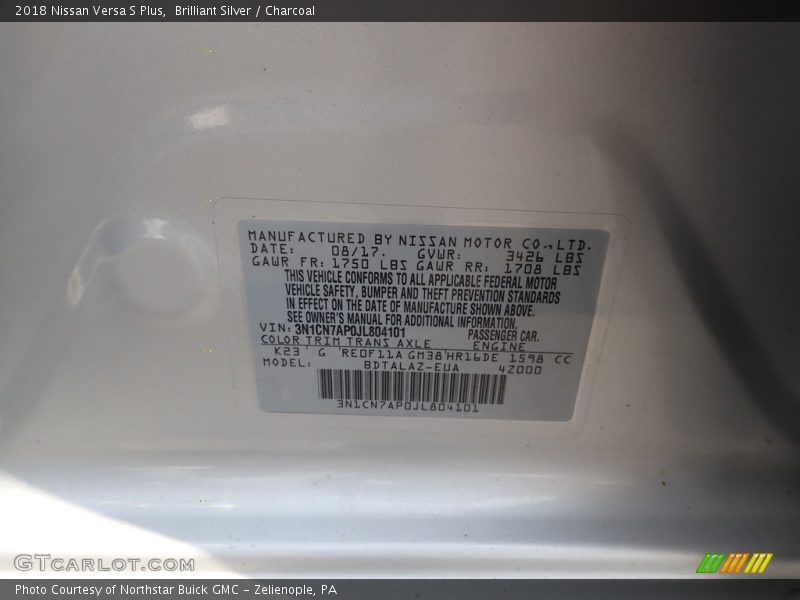 2018 Nissan Versa S Plus,  Brilliant Silver / Charcoal
MANUFACTURED BY NISSAN MOTOR CO.,LTD.
DATE: 08/17. GVWR: 3426 LBS
GAWR FR: 1750 LBS GAWR RR: 1708 LBS
THIS VEHICLE CONFORMS TO ALL APPLICABLE FEDERAL MOTOR
VEHICLE SAFETY, BUMPER AND THEFT PREVENTION STANDARDS
IN EFFECT ON THE DATE OF MANUFACTURE SHOWN ABOVE.
SEE OWNER'S MANUAL FOR ADDITIONAL INFORMATION.
VIN: 3N1CN7AP0JL804101 PASSENGER CAR.
COLOR TRIM TRANS AXLE ENGINE
K23 ' G 'RE0F11A GM38'HR16DE 1598 CC
MODEL: BDTALAZ-EUA 4Z000
3N1CN7AP0JL804101
GTCARLOT.COM
Photo Courtesy of Northstar Buick GMC - Zelienople, PA